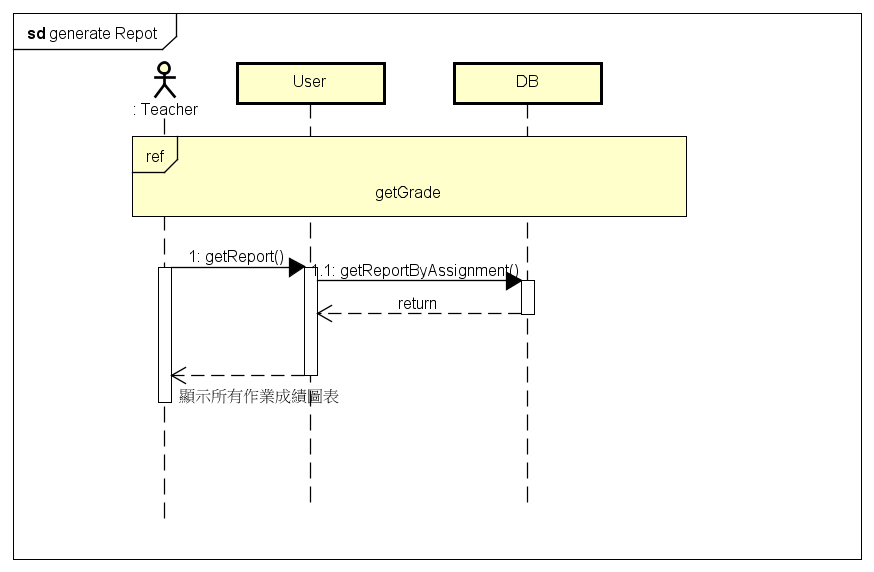 sd generate Repot
: Teacher
User
DB
ref
getGrade
1: getReport()
1.1: getReportByAssignment()
return
顯示所有作業成績圖表